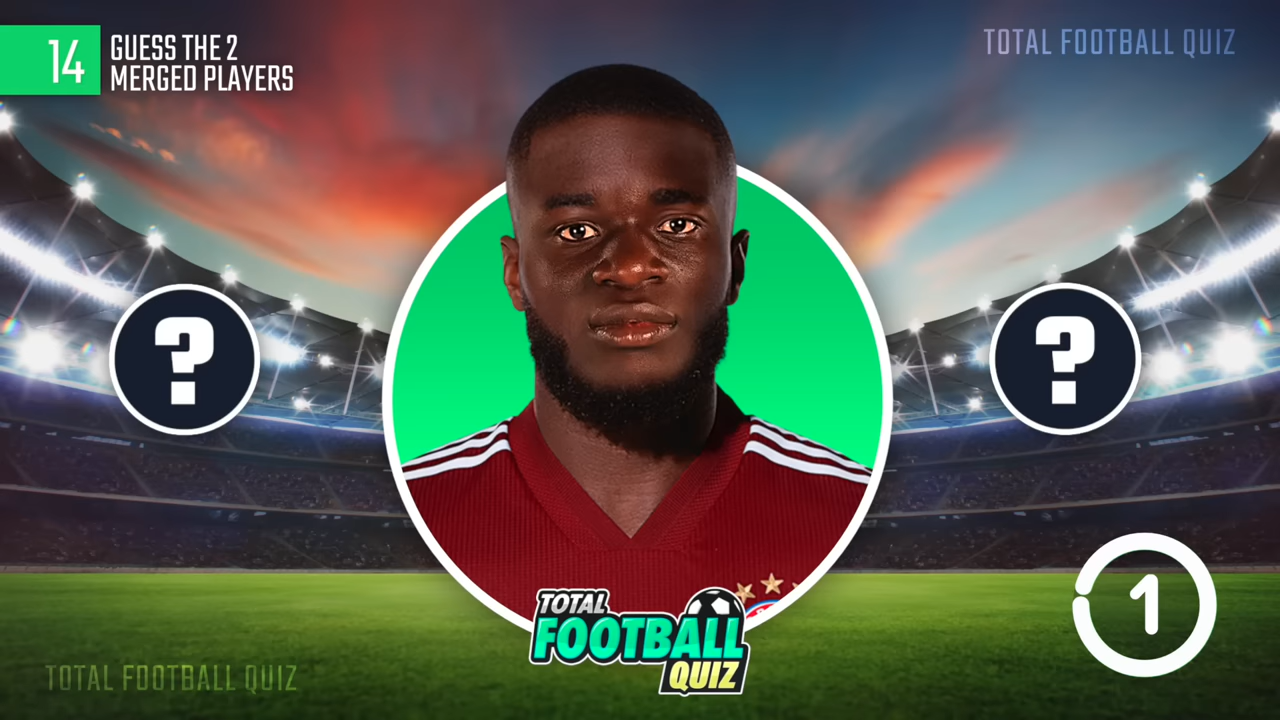 14
GUESS THE 2
MERGED PLAYERS
TOTAL FOOTBALL QUIZ
?
?
1
TOTAL
FOOTBALL
QUIZ
TOTAL FOOTBALL QUIZ